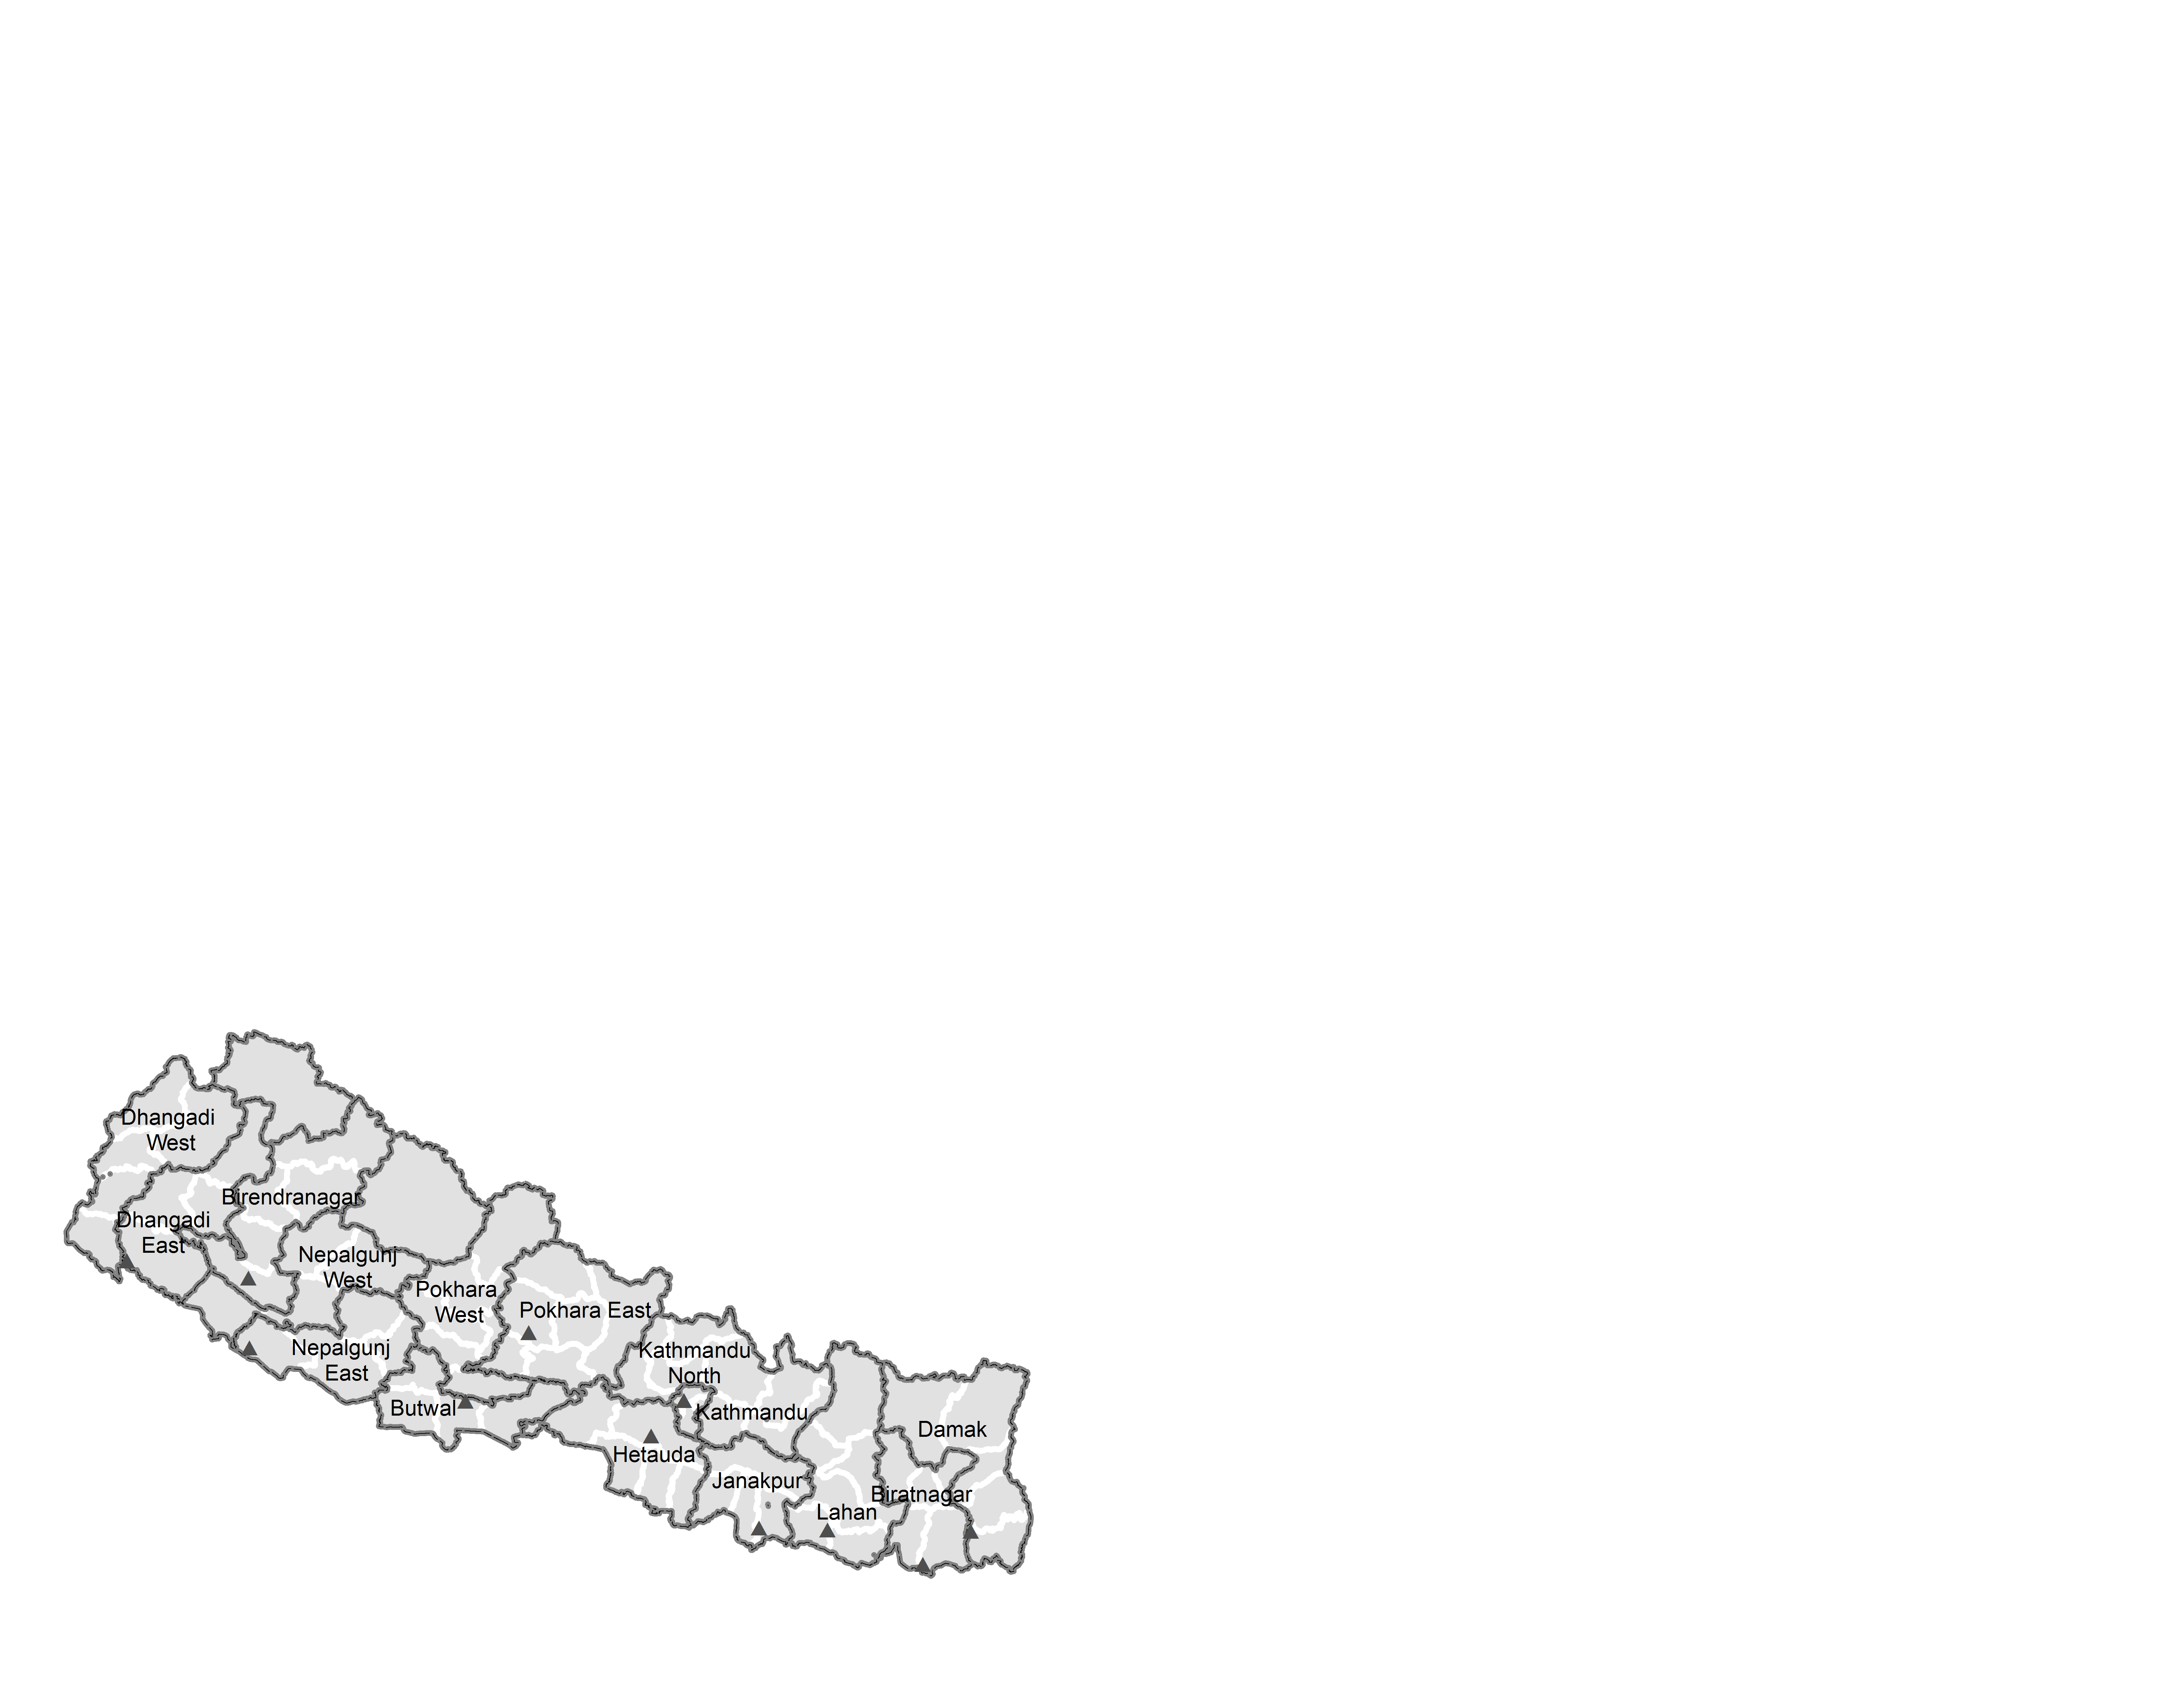 Dhangadi
West
Birendranagar
Dhangadi
East
Nepalgunj
West
Pokhara
West
Pokhara East
Nepalgunj
East
Kathmandu
North
Butwal
Kathmandu
Damak
Hetauda
Janakpur
Biratnagar
Lahan